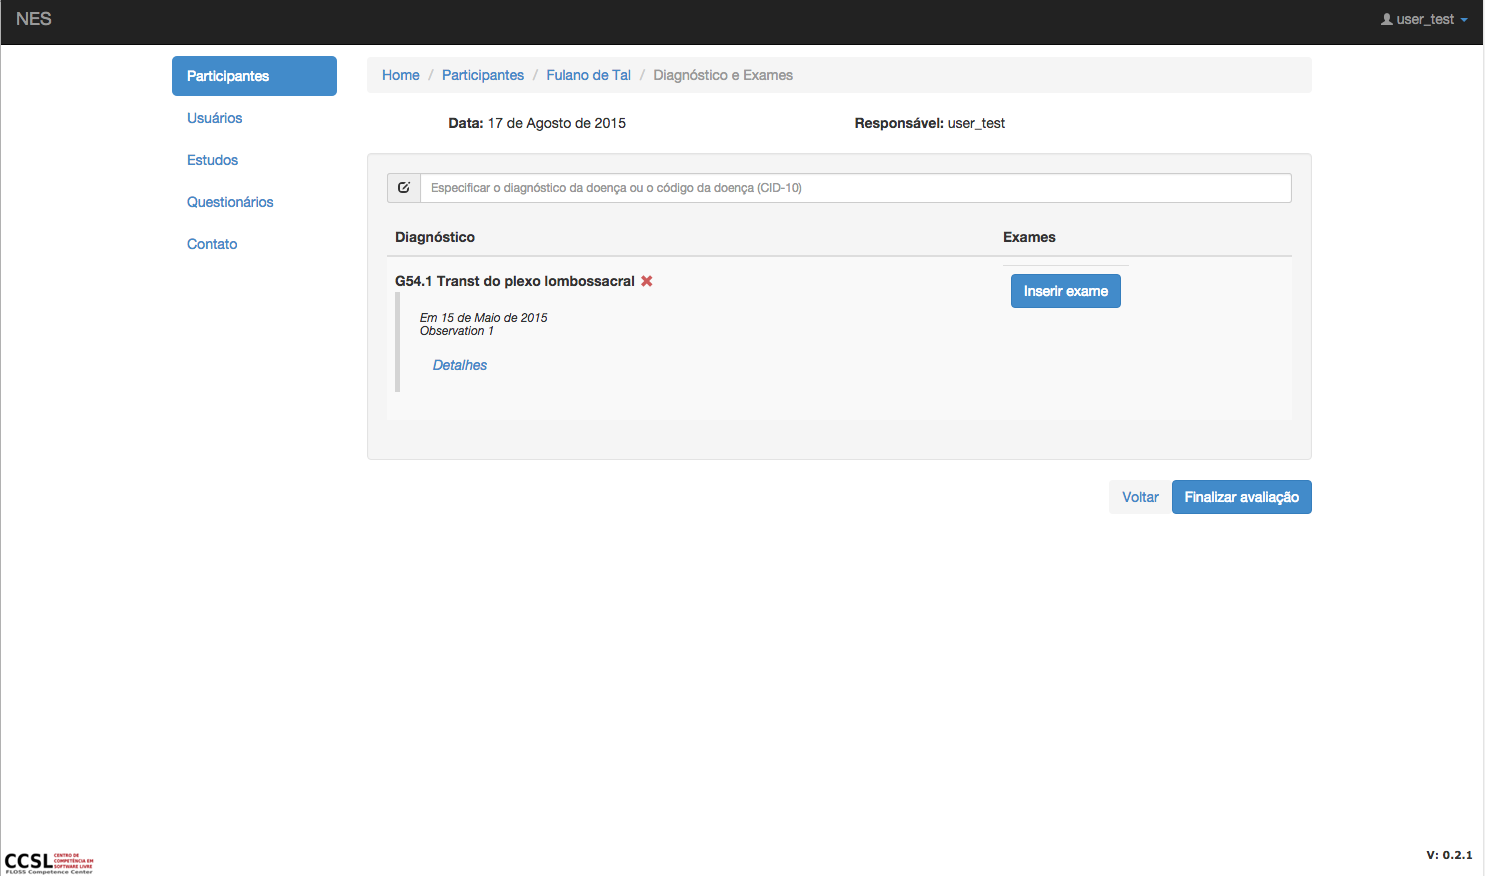 NES
user_test
Participantes
Usuários
Estudos
Questionários
Contato
Home / Participantes / Fulano de Tal / Diagnóstico e Exames
Data: 17 de Agosto de 2015 Responsável: user_test
Especificar o diagnóstico da doença ou o código da doença (CID-10)
Diagnóstico Exames
G54.1 Transt do plexo lombossacral
Inserir exame
Em 15 de Maio de 2015
Observation 1
Detalhes
Voltar
Finalizar avaliação
CCSL
CENTRO DE
COMPETÊNCIA EM
SOFTWARE LIVRE
FLOSS Competence Center
V: 0.2.1